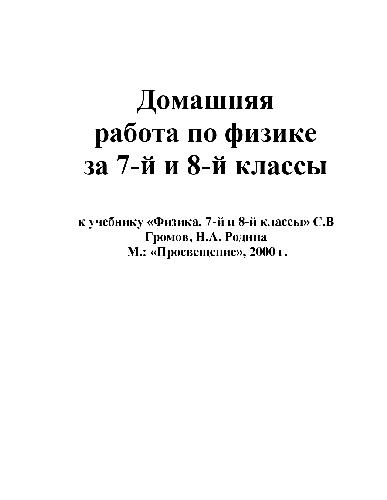 Домашняя
работа по физике
за 7-й и 8-й классы
к учебнику «Физика. 7-й и 8-й классы» С.В
Громов, Н.А. Родина
М.: «Просвещение», 2000 г.